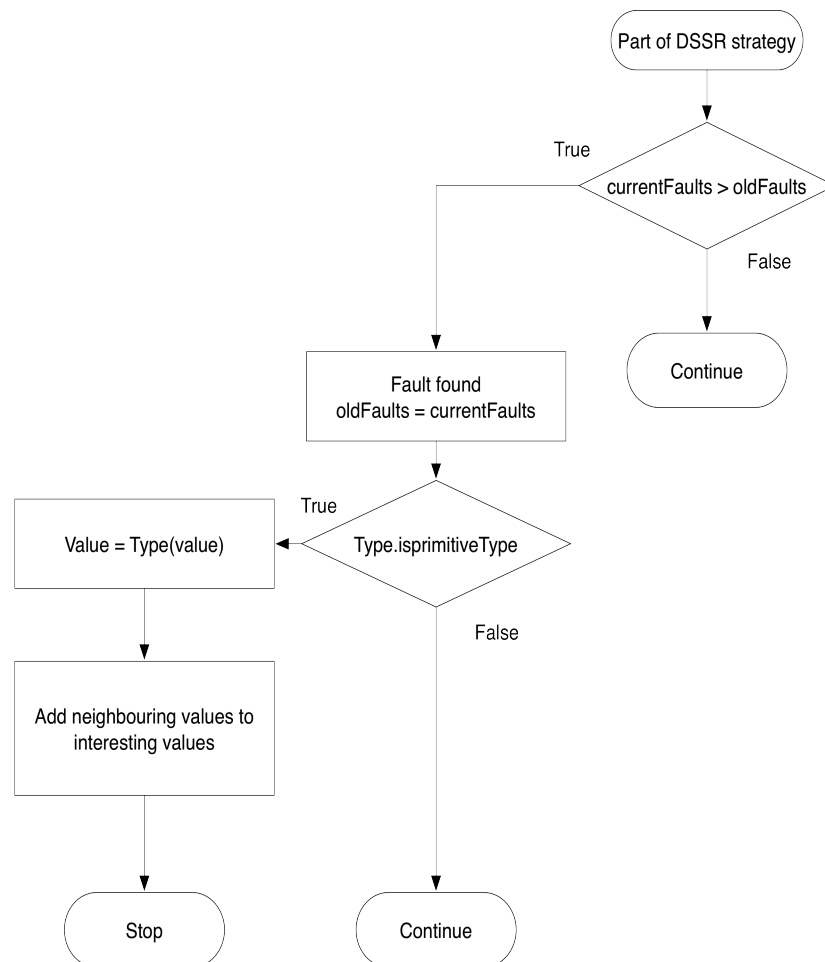 Part of DSSR strategy
True
currentFaults > oldFaults
False
Continue
Fault found
oldFaults = currentFaults
True
Value = Type(value)
Type.isprimitiveType
False
Add neighbouring values to
interesting values
Stop
Continue